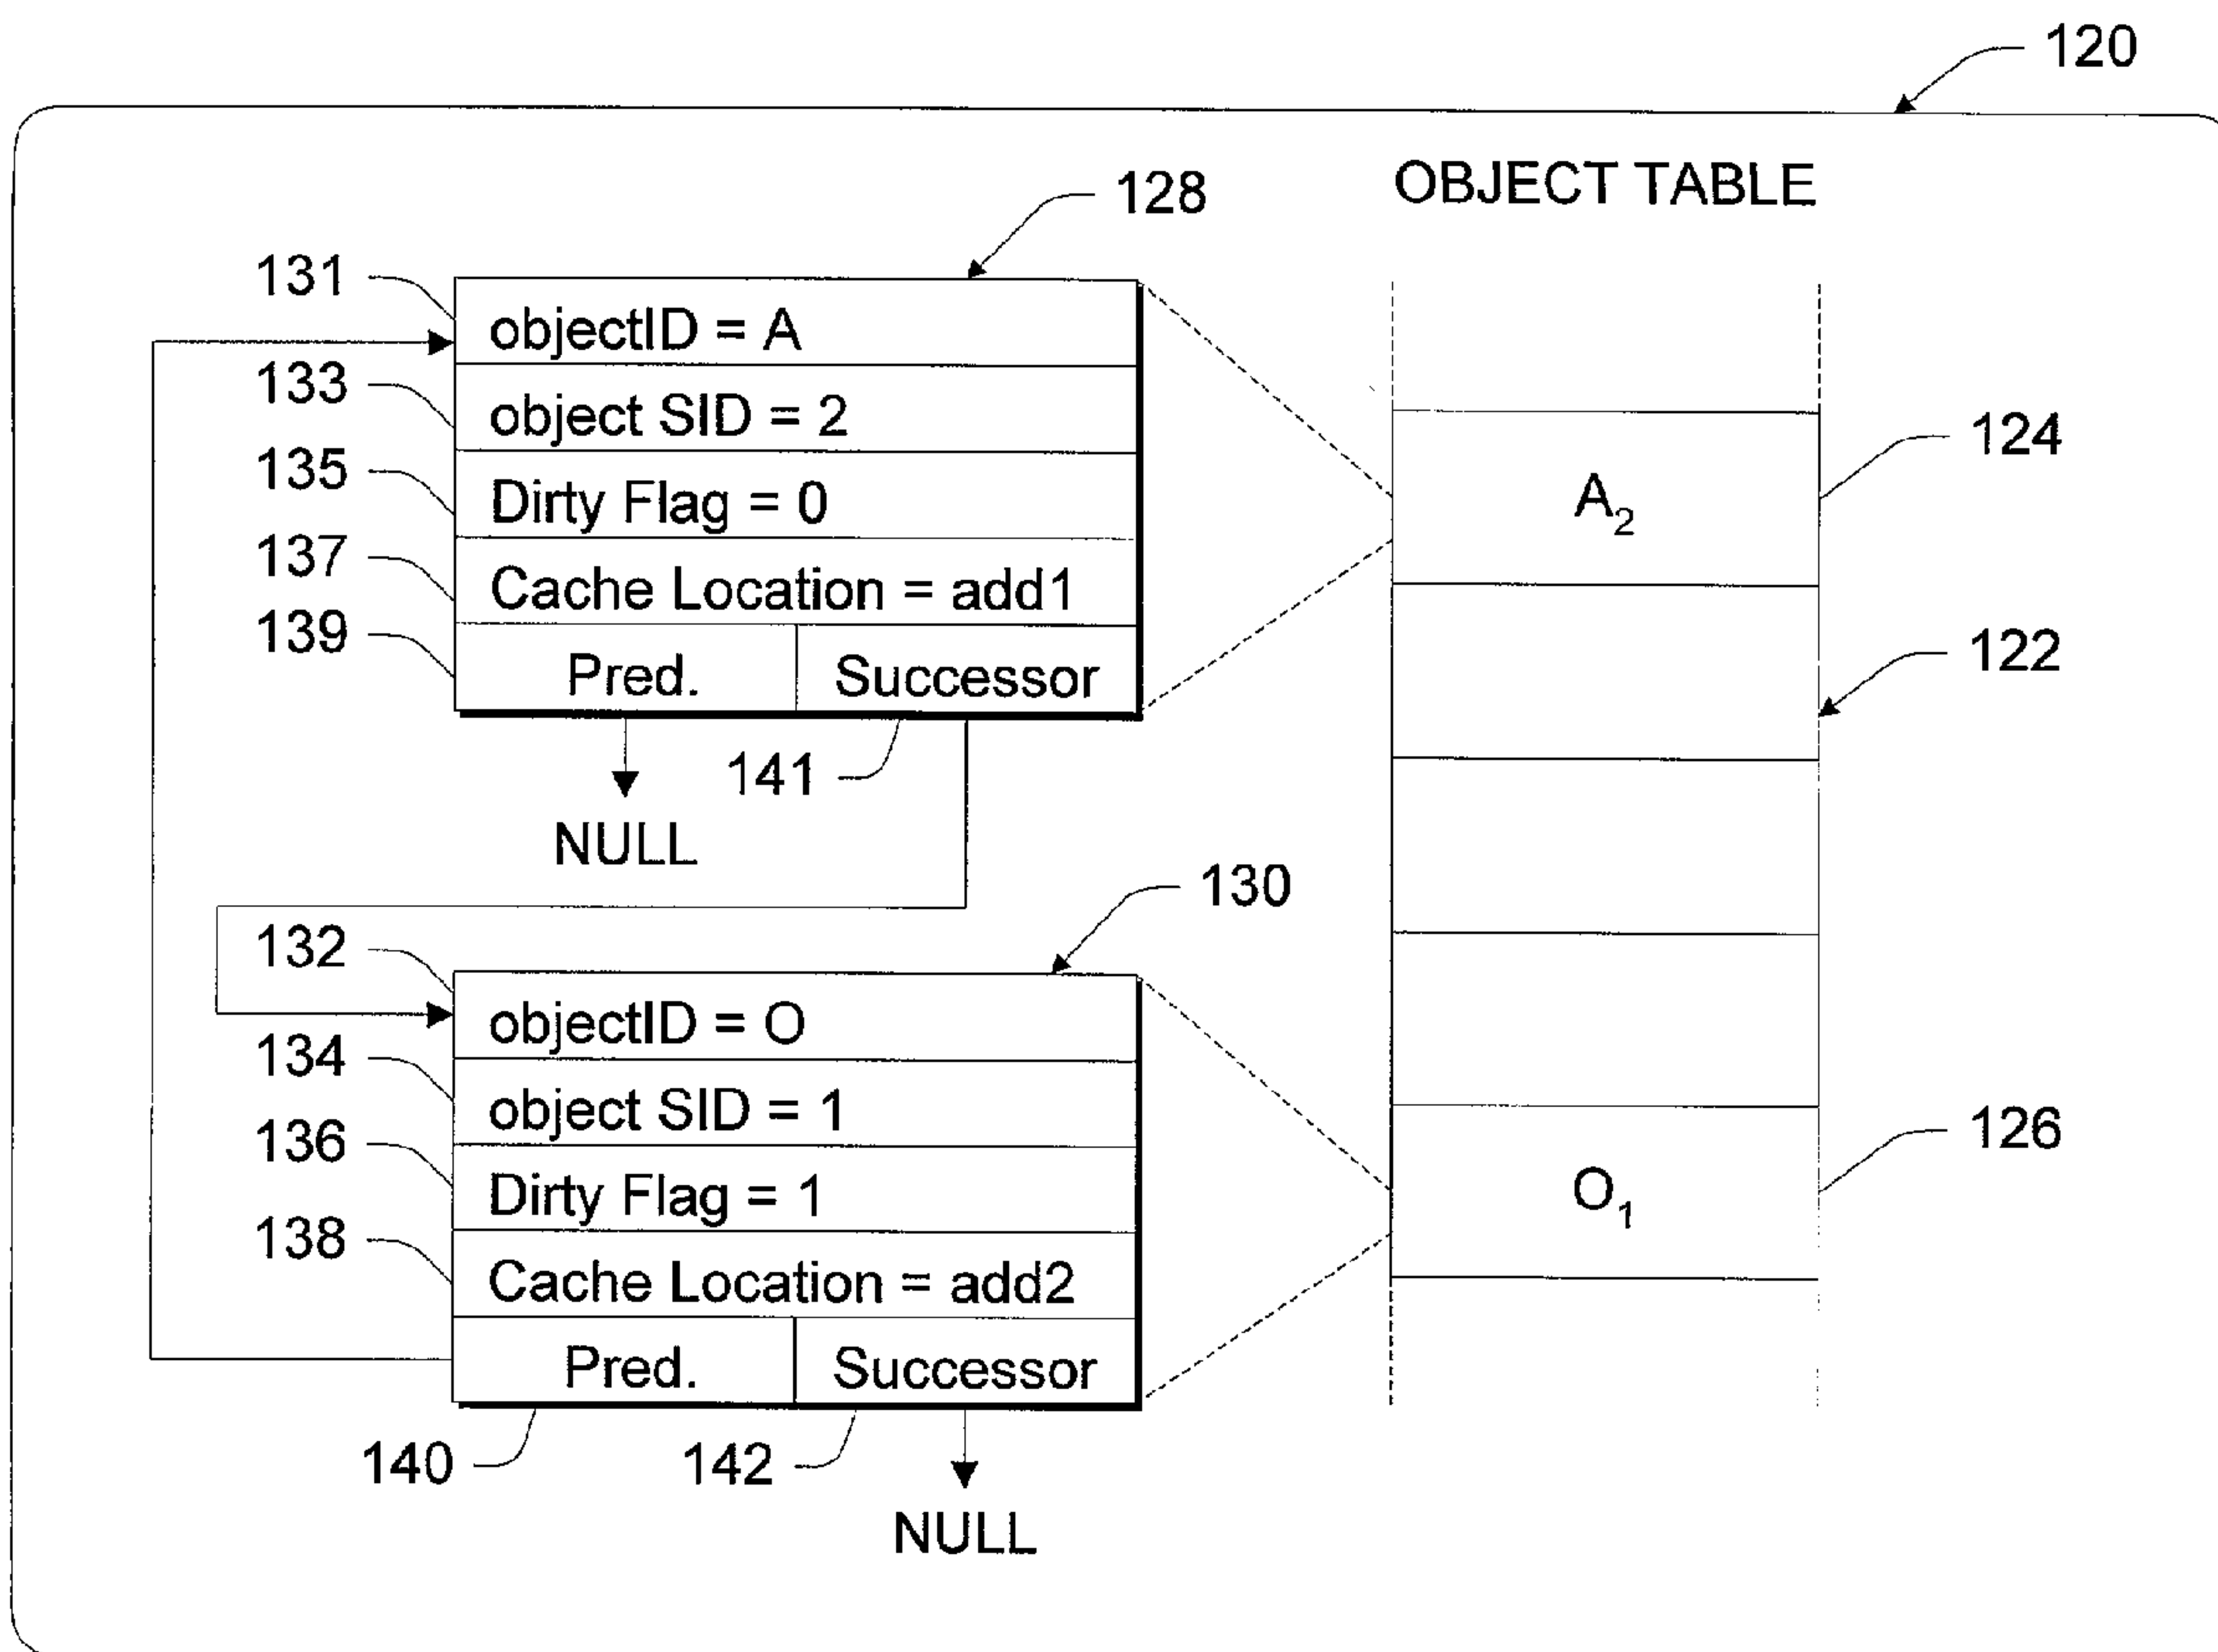 120
OBJECT TABLE
128
131
objectID = A
133
object SID = 2
135
Dirty Flag = 0
137
Cache Location = add1
139
Pred. Successor
141
NULL
A2
124
122
130
132
objectID = O
134
object SID = 1
136
Dirty Flag = 1
138
Cache Location = add2
Pred. Successor
140
142
NULL
O1
126